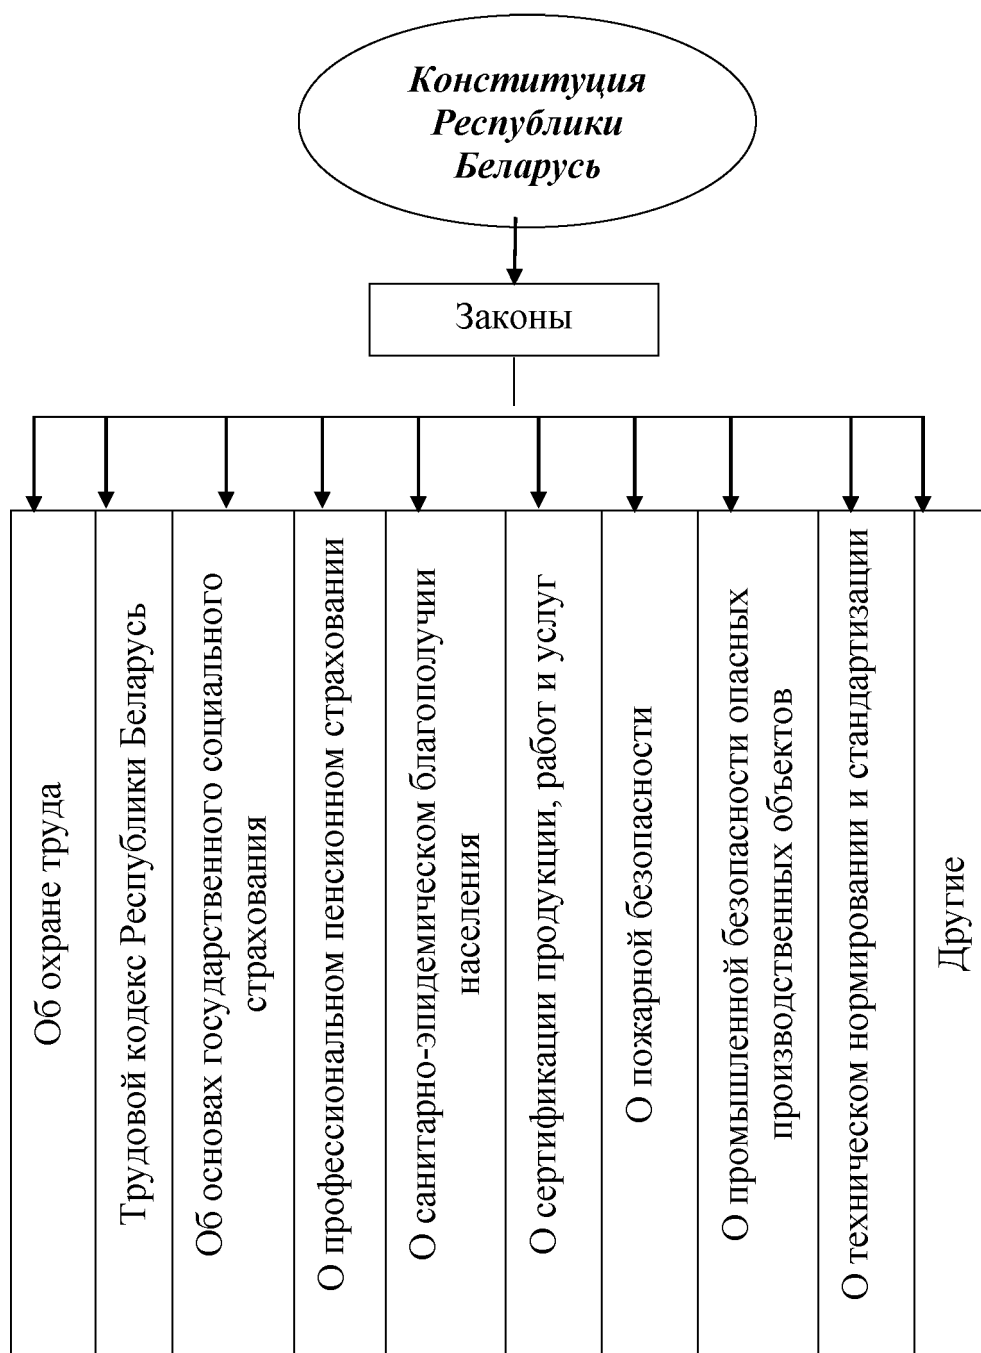 Конституция
Республики
Беларусь
Законы
Об охране труда
Трудовой кодекс Республики Беларусь
Об основах государственного социального
страхования
О профессиональном пенсионном страховании
О санитарно-эпидемическом благополучии
населения
О сертификации продукции, работ и услуг
О пожарной безопасности
О промышленной безопасности опасных
производственных объектов
О техническом нормировании и стандартизации
Другие